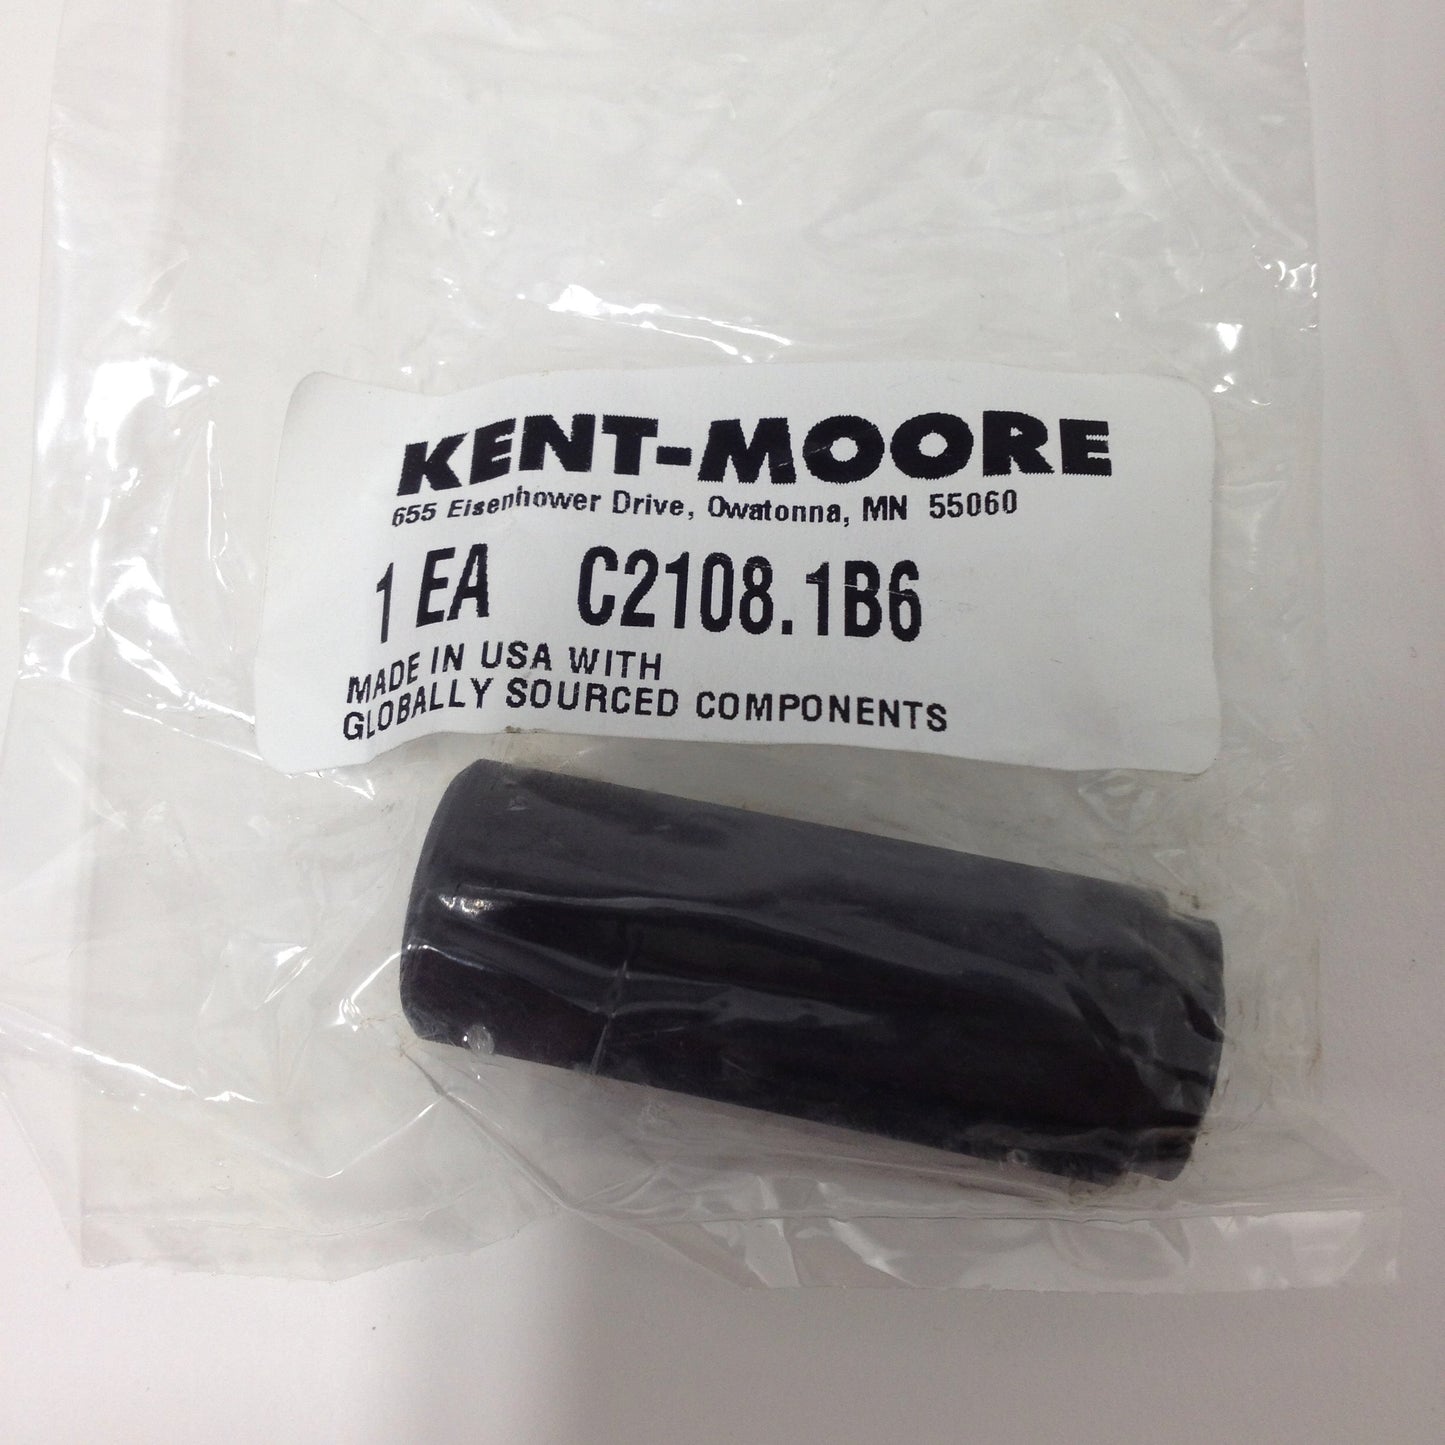 KENT-MOORE
655 Eisenhower Drive, Owatonna, MN 55060
1 EA C2108.1B6
MADE IN USA WITH
GLOBALLY SOURCED COMPONENTS